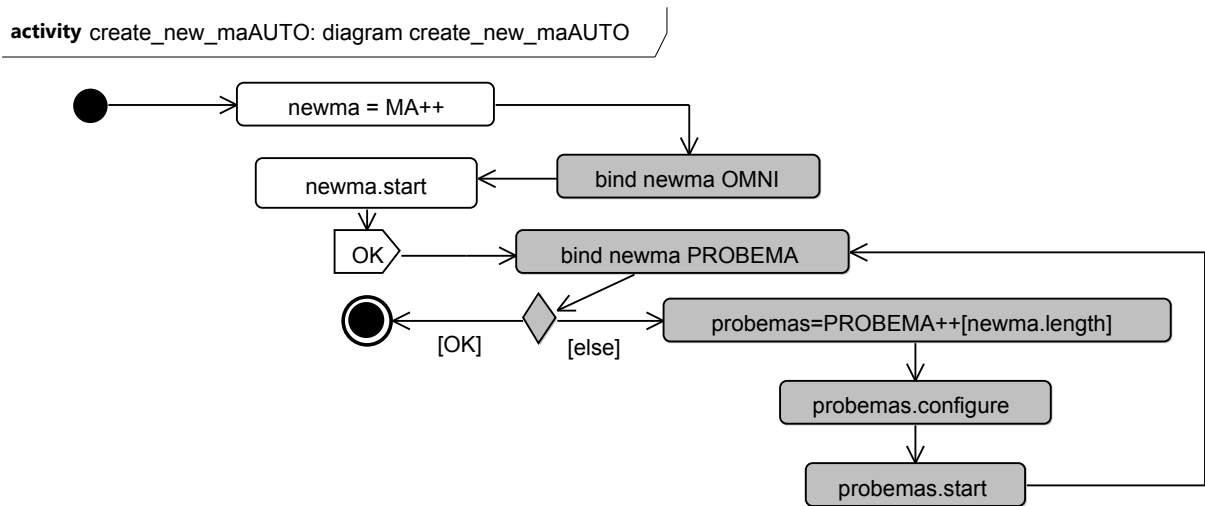 activity create_new_maAUTO: diagram create_new_maAUTO
newma = MA++
newma.start
bind newma OMNI
OK
bind newma PROBEMA
[OK]
[else]
probemas=PROBEMA++[newma.length]
probemas.configure
probemas.start